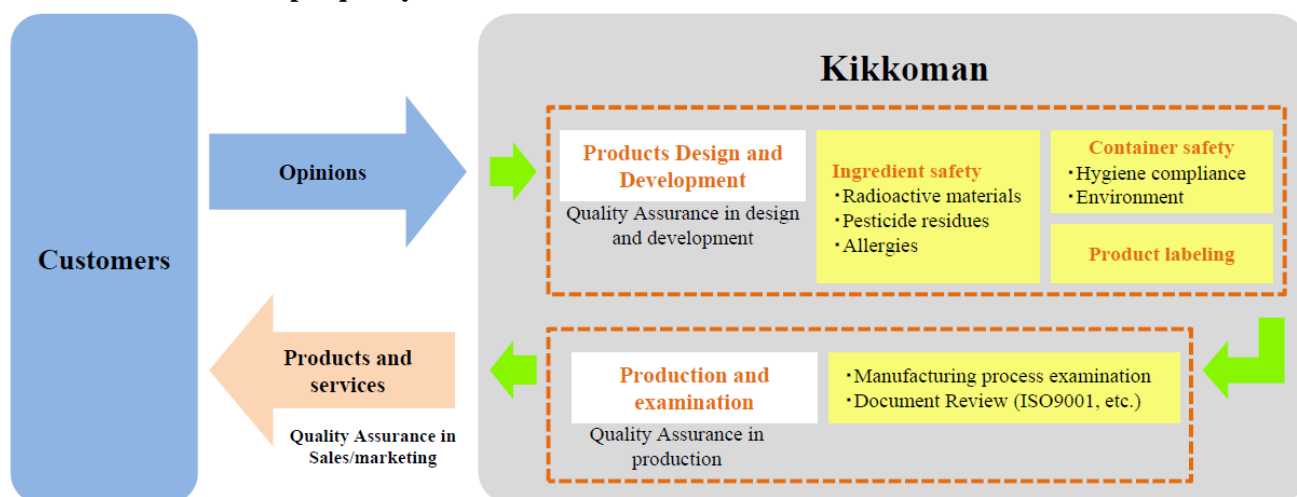 Kikkoman
Customers
Opinions
Products Design and
Development
Quality Assurance in design
and development
Ingredient safety
・Radioactive materials
・Pesticide residues
・Allergies
Container safety
・Hygiene compliance
・Environment
Product labeling
Products and
services
Quality Assurance in
Sales/marketing
Production and
examination
Quality Assurance in
production
・Manufacturing process examination
・Document Review (ISO9001, etc.)